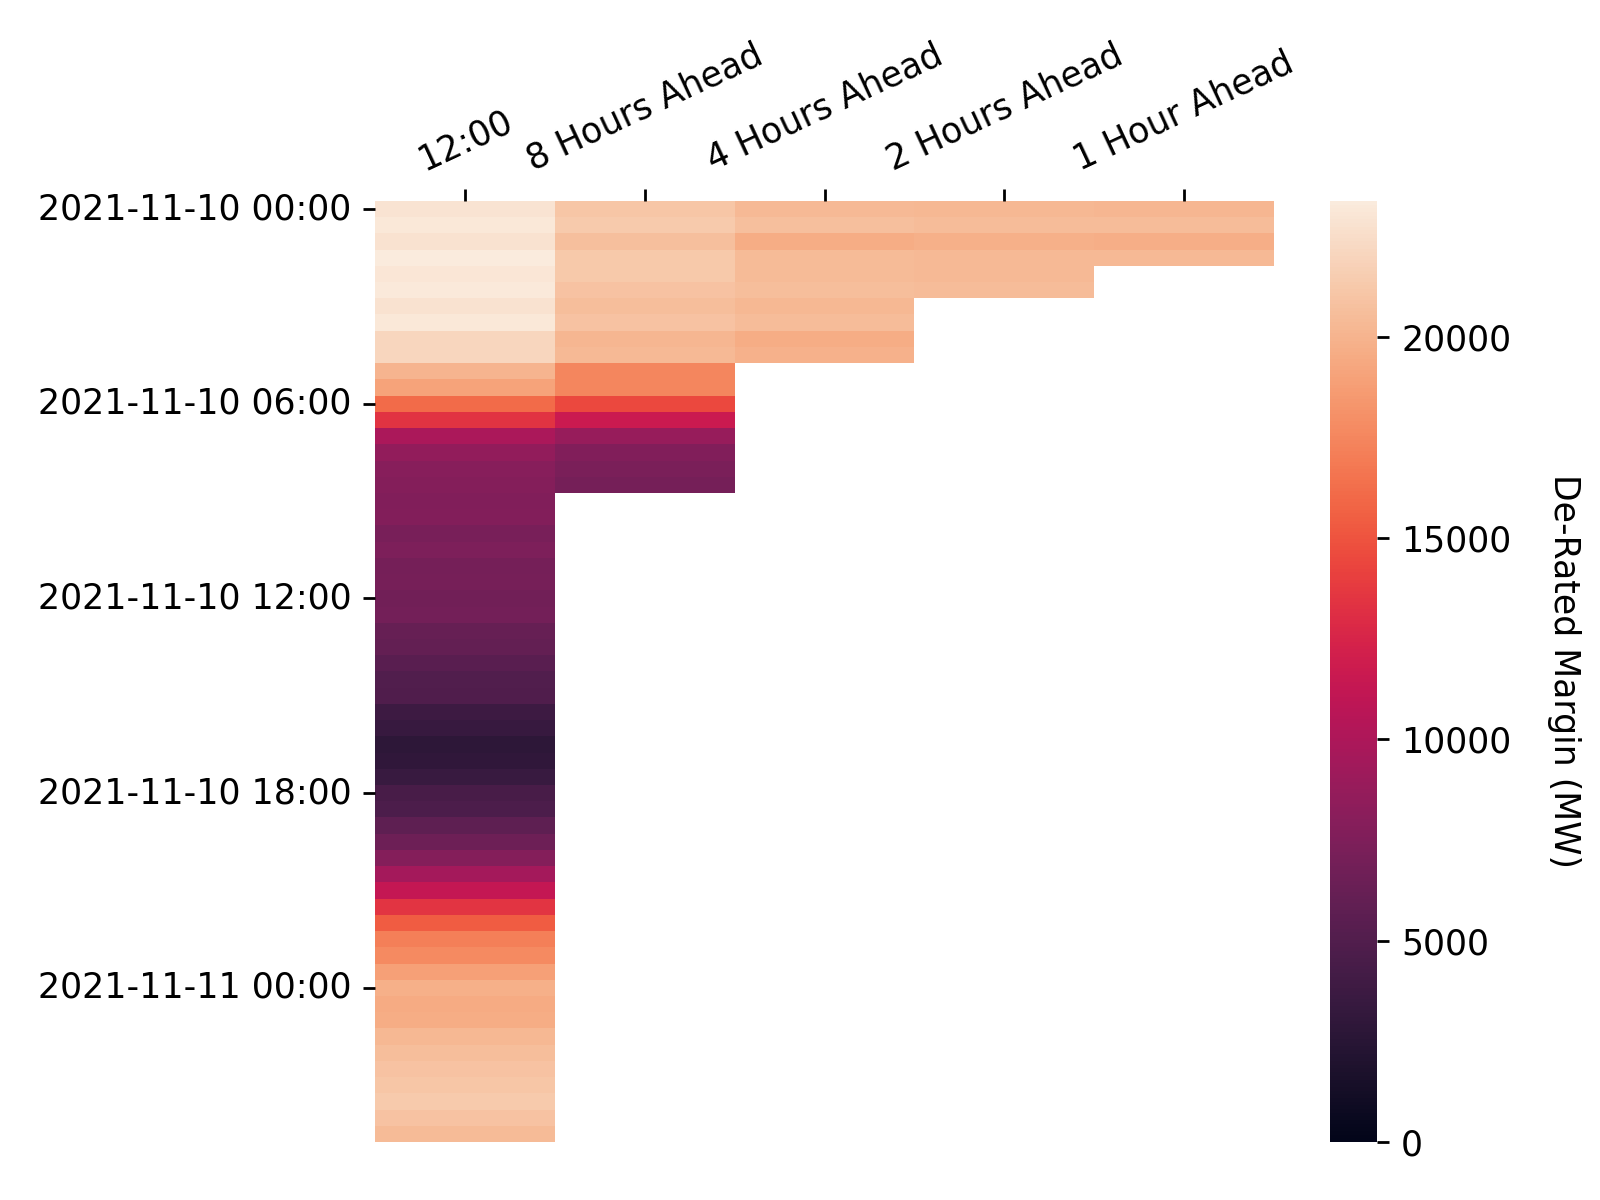 12:00
8 Hours Ahead
4 Hours Ahead
2 Hours Ahead
1 Hour Ahead
2021-11-10 00:00
2021-11-10 06:00
2021-11-10 12:00
2021-11-10 18:00
2021-11-11 00:00
20000
15000
10000
5000
0
De-Rated Margin (MW)